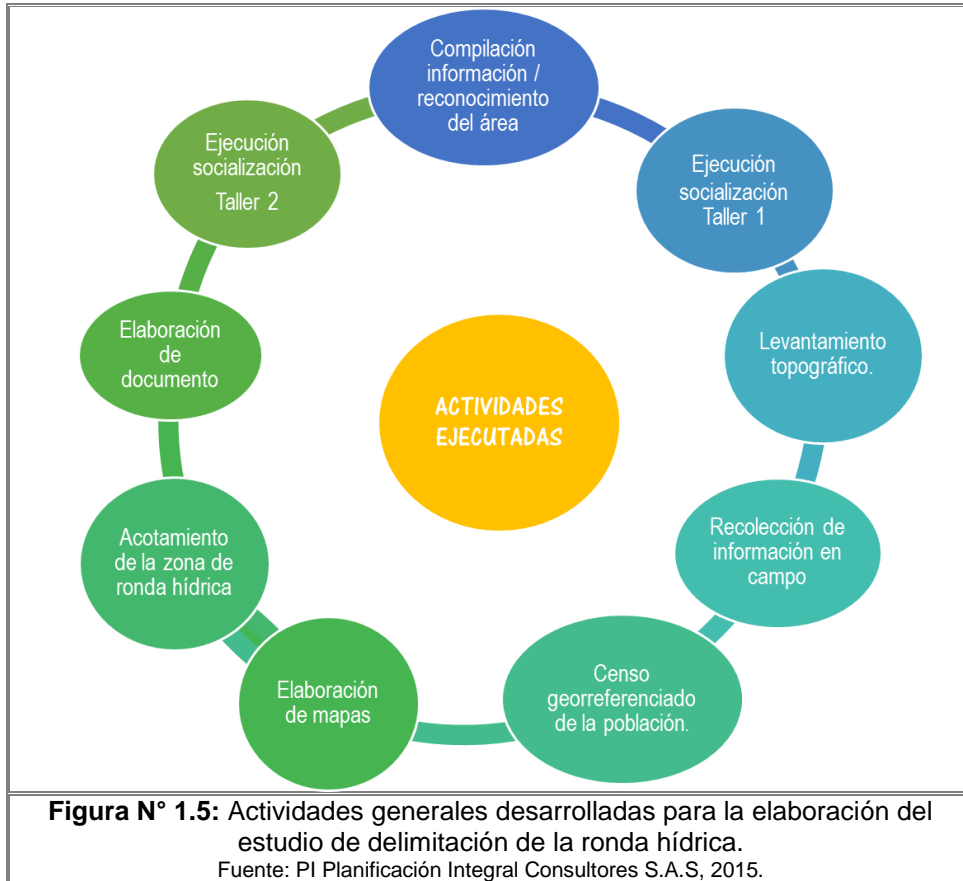 Compilación
información /
reconocimiento
del área
Ejecución
socialización
Taller 1
Levantamiento
topográfico.
Recolección de
información en
campo
Censo
georreferenciado
de la población.
Elaboración
de mapas
Acotamiento
de la zona de
ronda hídrica
Elaboración
de
documento
Ejecución
socialización
Taller 2
ACTIVIDADES
EJECUTADAS
Figura N° 1.5: Actividades generales desarrolladas para la elaboración del
estudio de delimitación de la ronda hídrica.
Fuente: PI Planificación Integral Consultores S.A.S, 2015.